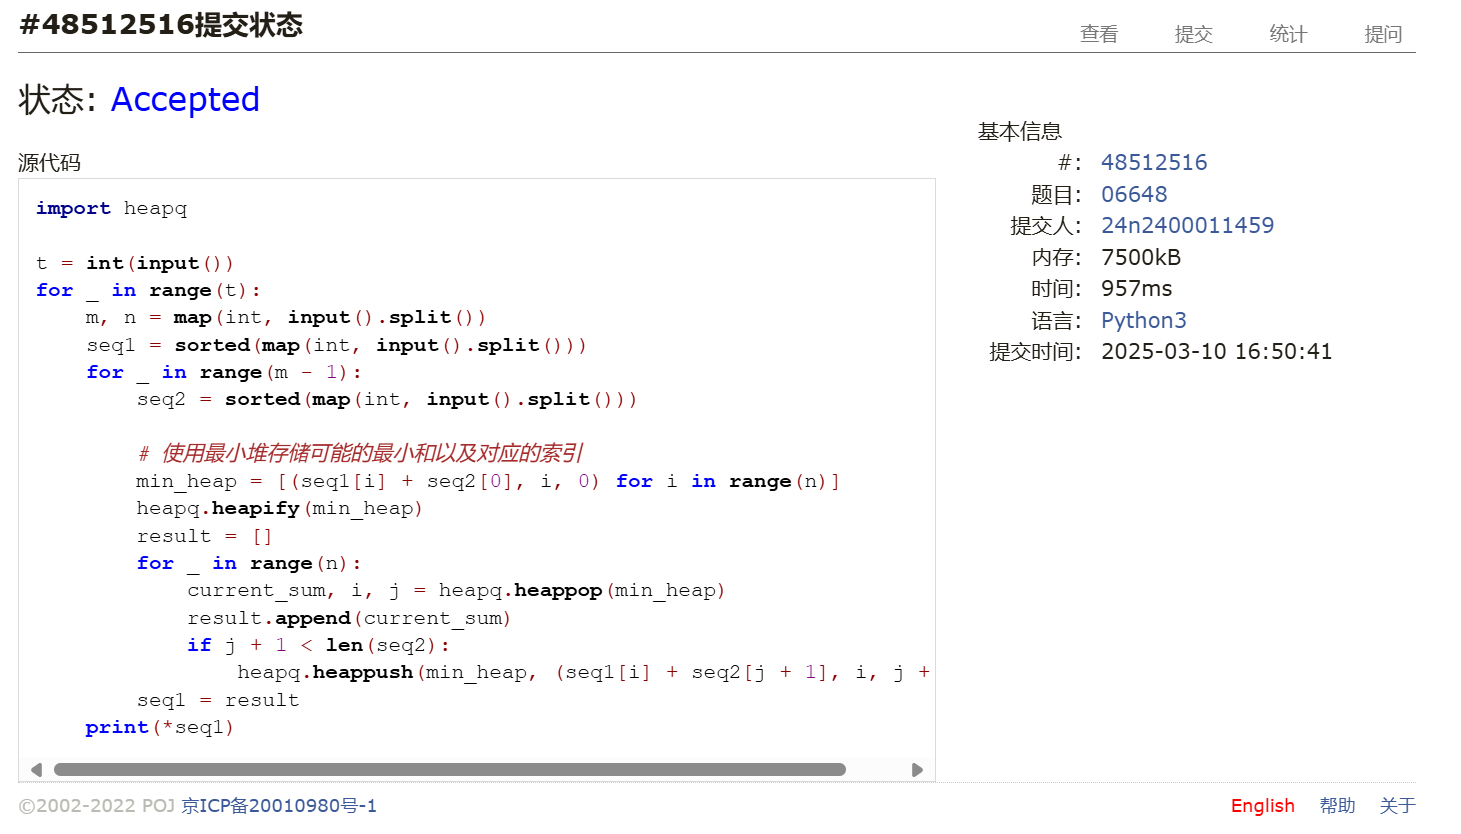 #48512516提交状态
查看 提交 统计 提问
状态: Accepted
源代码
import heapq

t = int(input())
for _ in range(t):
    m, n = map(int, input().split())
    seq1 = sorted(map(int, input().split()))
    for _ in range(m - 1):
        seq2 = sorted(map(int, input().split()))

        # 使用最小堆存储可能的最小和以及对应的索引
        min_heap = [(seq1[i] + seq2[0], i, 0) for i in range(n)]
        heapq.heapify(min_heap)
        result = []
        for _ in range(n):
            current_sum, i, j = heapq.heappop(min_heap)
            result.append(current_sum)
            if j + 1 < len(seq2):
                heapq.heappush(min_heap, (seq1[i] + seq2[j + 1], i, j +
        seq1 = result
    print(*seq1)
基本信息
#: 48512516
题目: 06648
提交人: 24n2400011459
内存: 7500kB
时间: 957ms
语言: Python3
提交时间: 2025-03-10 16:50:41
©2002-2022 POJ 京ICP备20010980号-1
English 帮助 关于